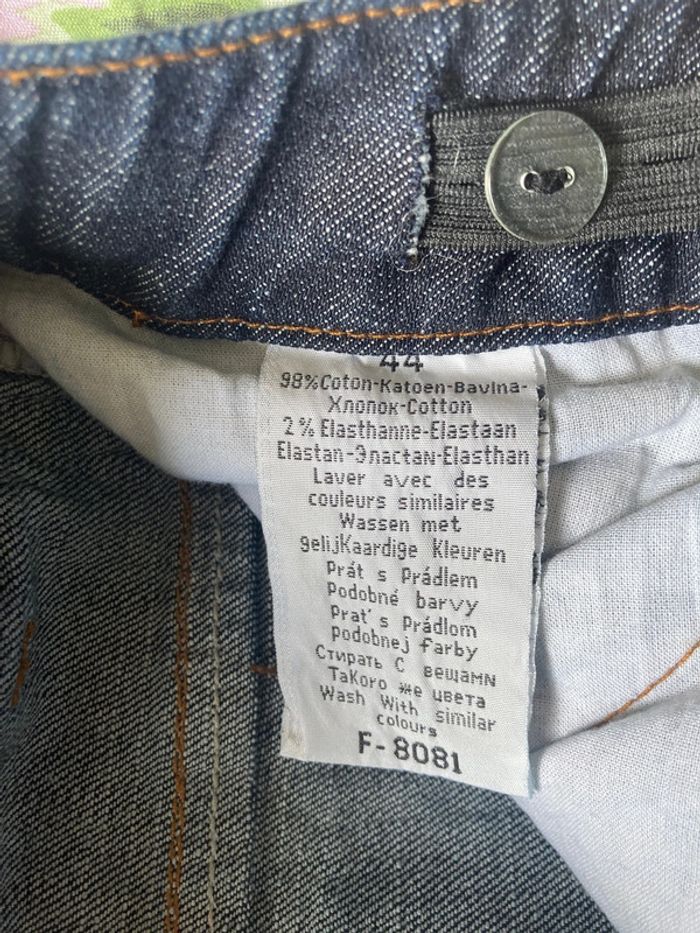 44
98%Coton-Katoen-Bavlna-
Хлопок-Cotton
2% Elasthanne-Elastaan
Elastan-Эластан-Elasthan
Laver avec des
couleurs similaires
Wassen met
gelijKaardige Kleuren
Prát s Prádlem
Podobné barvy
Prat's Prádlom
podobnej farby
Стирать С вещами
TaKoгo же цвета
Wash With similar
colours
F-8081